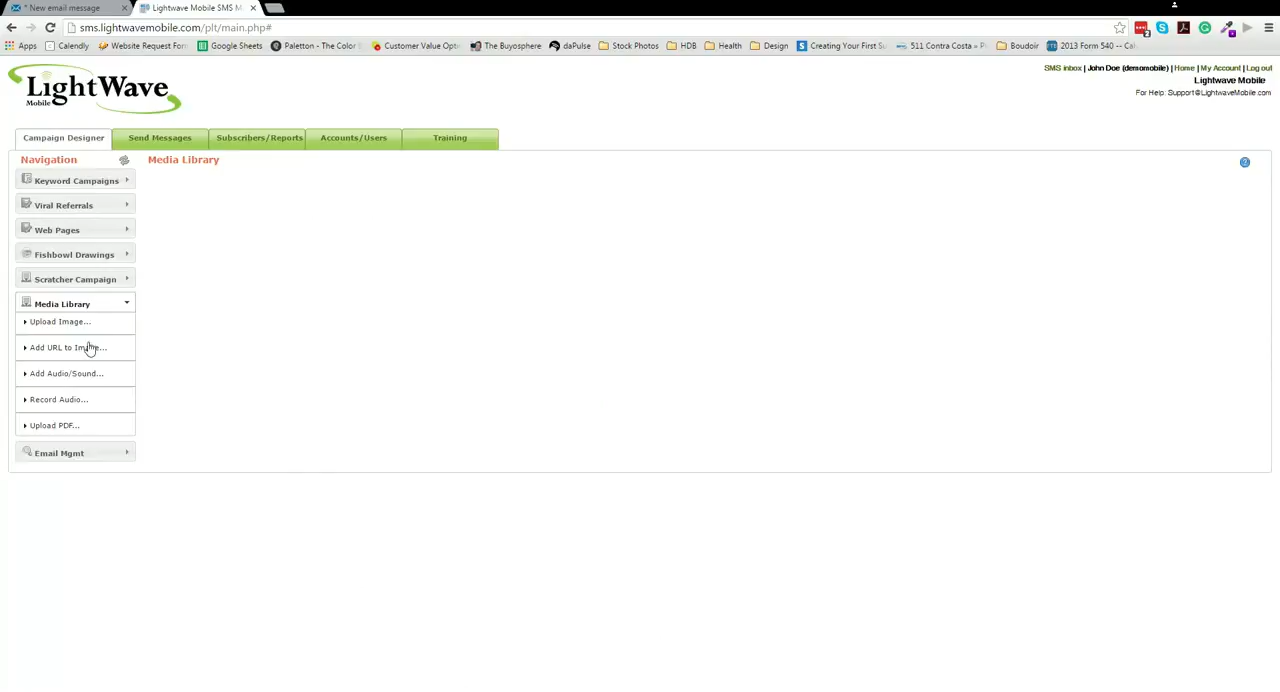 * New email message
Lightwave Mobile SMS M
sms.lightwavemobile.com/plt/main.php#
Apps
Calendly
Website Request Form
Google Sheets
Paletton - The Color
Customer Value Opti
The Buyosphere
daPulse
Stock Photos
HDB
Health
Design
Creating Your First Su
511 Contra Costa
Boudoir
2013 Form 540 -- Cal
LightWave
Mobile
SMS inbox | John Doe (demomobile) | Home | My Account | Log out
Lightwave Mobile
For Help: Support@LightwaveMobile.com
Campaign Designer
Send Messages
Subscribers/Reports
Accounts/Users
Training
Navigation
Media Library
Keyword Campaigns
Viral Referrals
Web Pages
Fishbowl Drawings
Scratcher Campaign
Media Library
Upload Image...
Add URL to Image...
Add Audio/Sound...
Record Audio...
Upload PDF...
Email Mgmt